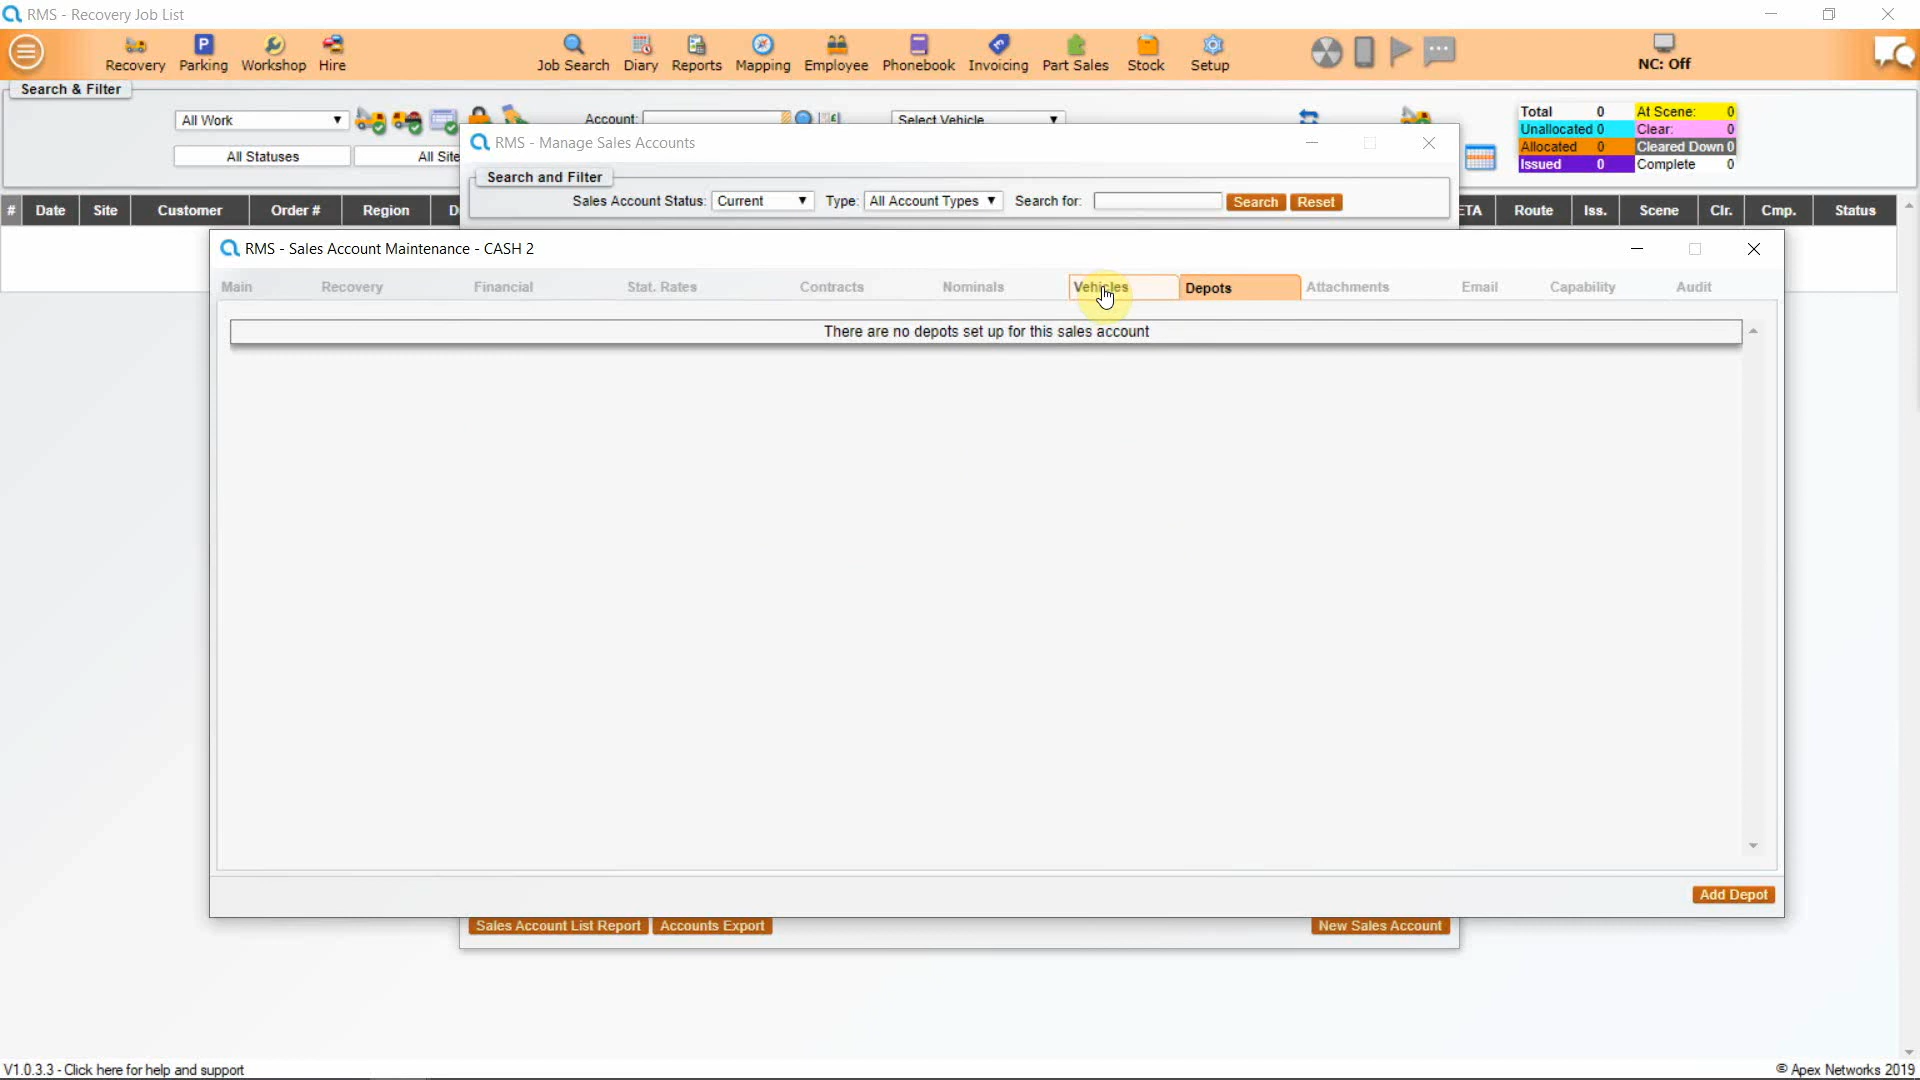 RMS - Recovery Job List
Recovery Parking Workshop Hire Job Search Diary Reports Mapping Employee Phonebook Invoicing Part Sales Stock Setup NC: Off
Search & Filter
All Work Account: Select Vehicle
All Statuses
Total 0 At Scene: 0
Unallocated 0 Clear: 0
Allocated 0 Cleared Down 0
Issued 0 Complete 0
RMS - Manage Sales Accounts
Search and Filter
Sales Account Status: Current Type: All Account Types Search for: Search Reset
# Date Site Customer Order # Region ETA Route Iss. Scene Clr. Cmp. Status
RMS - Sales Account Maintenance - CASH 2
Main Recovery Financial Stat. Rates Contracts Nominals Vehicles Depots Attachments Email Capability Audit
There are no depots set up for this sales account
Add Depot
Sales Account List Report Accounts Export New Sales Account
V1.0.3.3 - Click here for help and support
© Apex Networks 2019